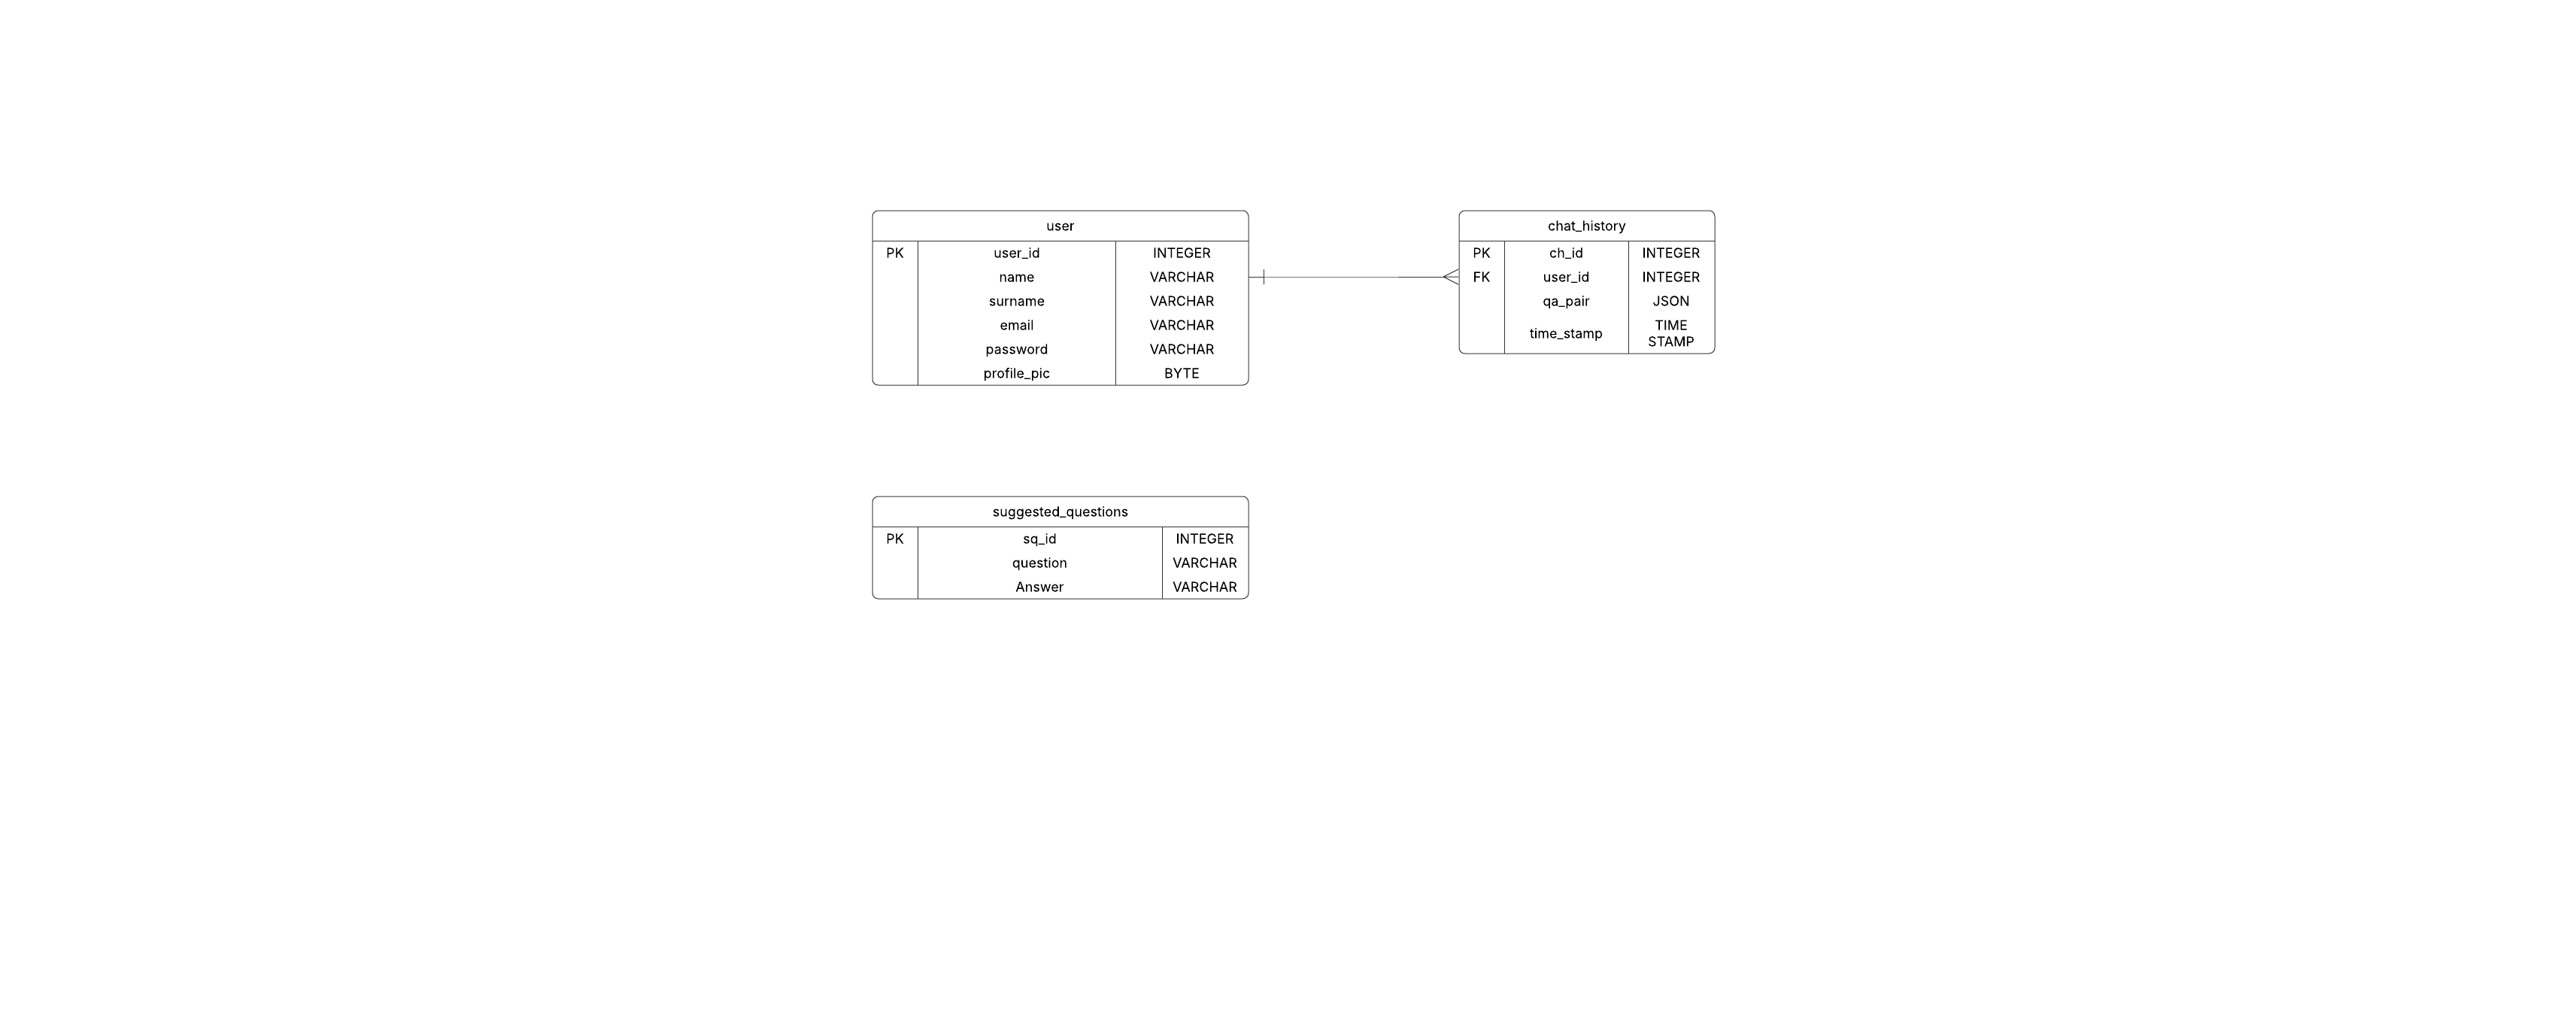 user
PK user_id INTEGER
name VARCHAR
surname VARCHAR
email VARCHAR
password VARCHAR
profile_pic BYTE
chat_history
PK ch_id INTEGER
FK user_id INTEGER
qa_pair JSON
time_stamp TIME
STAMP
suggested_questions
PK sq_id INTEGER
question VARCHAR
Answer VARCHAR